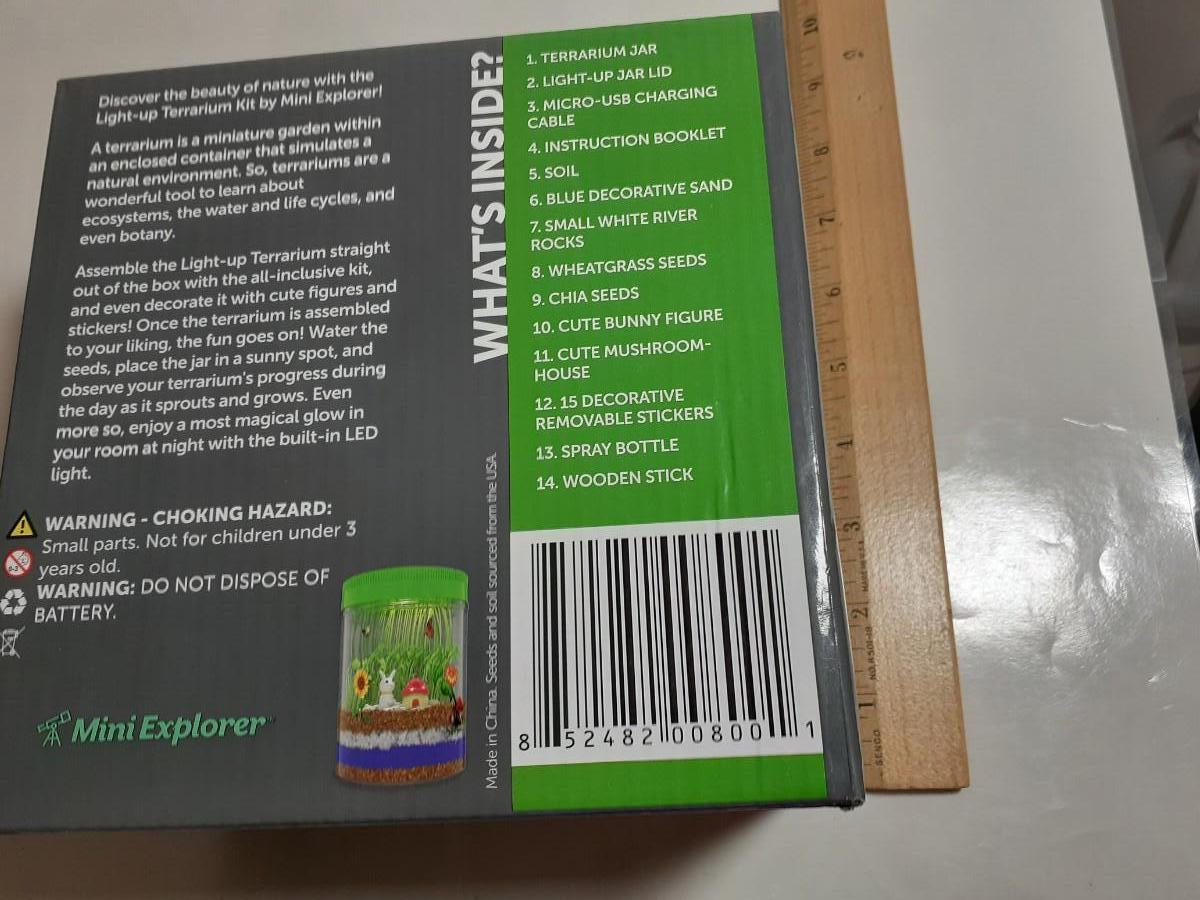 Discover the beauty of nature with the
Light-up Terrarium Kit by Mini Explorer!
A terrarium is a miniature garden within
an enclosed container that simulates a
natural environment. So, terrariums are a
wonderful tool to learn about
ecosystems, the water and life cycles, and
even botany.
Assemble the Light-up Terrarium straight
out of the box with the all-inclusive kit,
and even decorate it with cute figures and
stickers! Once the terrarium is assembled
to your liking, the fun goes on! Water the
seeds, place the jar in a sunny spot, and
observe your terrarium's progress during
the day as it sprouts and grows. Even
more so, enjoy a most magical glow in
your room at night with the built-in LED
light.
WARNING - CHOKING HAZARD:
Small parts. Not for children under 3
years old.
WARNING: DO NOT DISPOSE OF
BATTERY.
0-3
Mini Explorer
WHAT'S INSIDE?
Made in China. Seeds and soil sourced from the USA.
1. TERRARIUM JAR
2. LIGHT-UP JAR LID
3. MICRO-USB CHARGING
CABLE
4. INSTRUCTION BOOKLET
5. SOIL
6. BLUE DECORATIVE SAND
7. SMALL WHITE RIVER
ROCKS
8. WHEATGRASS SEEDS
9. CHIA SEEDS
10. CUTE BUNNY FIGURE
11. CUTE MUSHROOM-
HOUSE
12. 15 DECORATIVE
REMOVABLE STICKERS
13. SPRAY BOTTLE
14. WOODEN STICK
8 52482 00800 1
10
9
8
7
6
5
4
3
2
1
9
SENCO